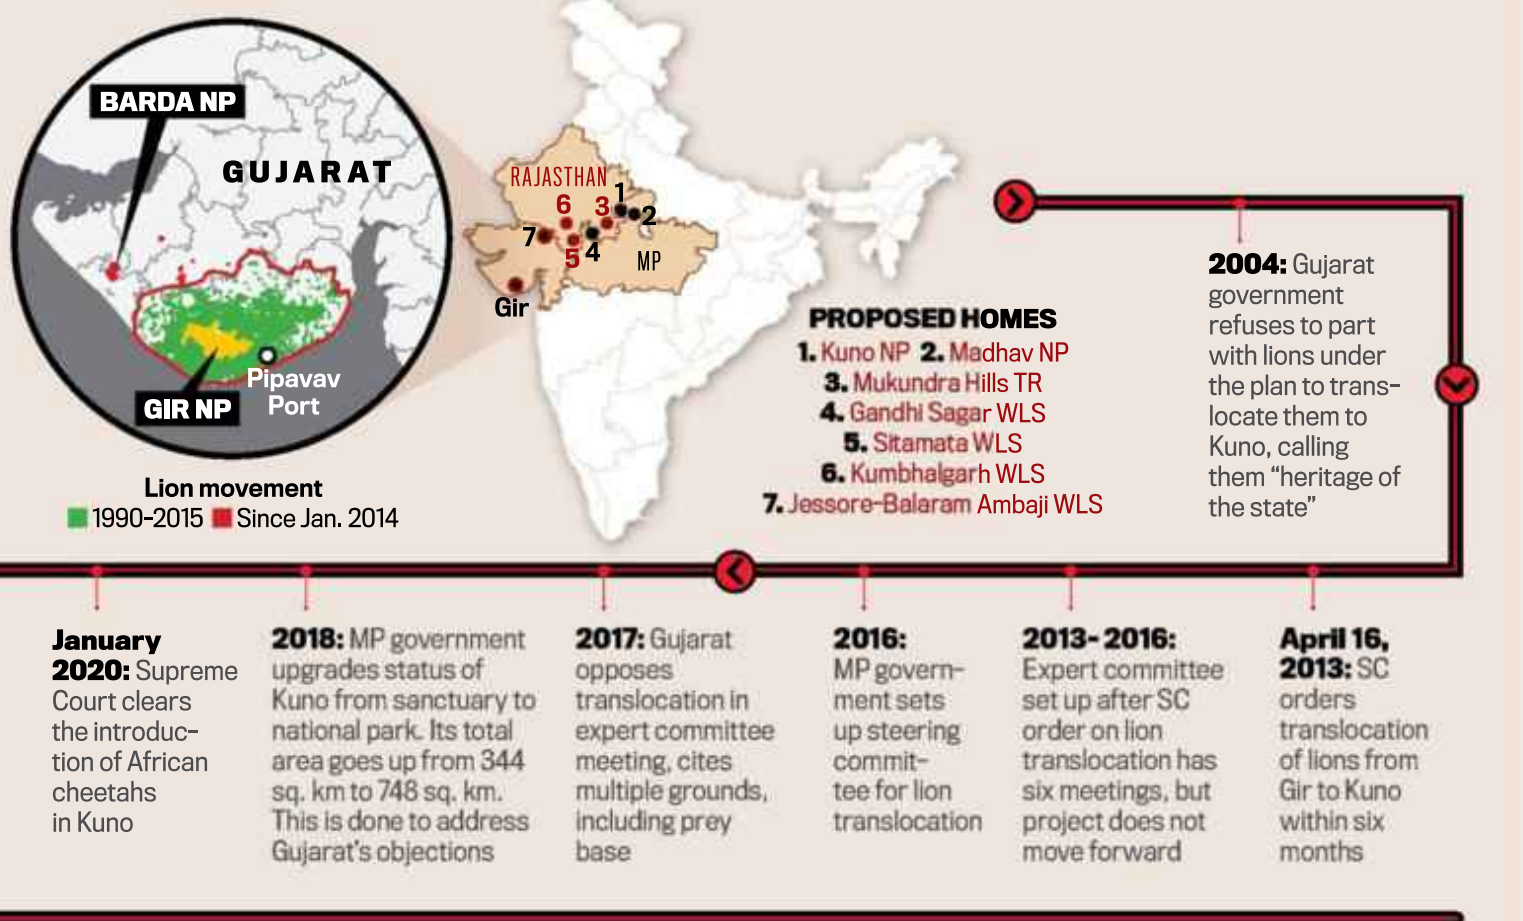 BARDA NP
GUJARAT
Pipavav
Port
GIR NP
Lion movement
1990-2015 Since Jan. 2014
RAJASTHAN
1
6
3
2
7
4
5
MP
Gir
PROPOSED HOMES
1. Kuno NP 2. Madhav NP
3. Mukundra Hills TR
4. Gandhi Sagar WLS
5. Sitamata WLS
6. Kumbhalgarh WLS
7. Jessore-Balaram Ambaji WLS
2004: Gujarat
government
refuses to part
with lions under
the plan to trans-
locate them to
Kuno, calling
them “heritage of
the state”
April 16,
2013: SC
orders
translocation
of lions from
Gir to Kuno
within six
months
2013-2016:
Expert committee
set up after SC
order on lion
translocation has
six meetings, but
project does not
move forward
2016:
MP govern-
ment sets
up steering
commit-
tee for lion
translocation
2017: Gujarat
opposes
translocation in
expert committee
meeting, cites
multiple grounds,
including prey
base
2018: MP government
upgrades status of
Kuno from sanctuary to
national park. Its total
area goes up from 344
sq. km to 748 sq. km.
This is done to address
Gujarat's objections
January
2020: Supreme
Court clears
the introduc-
tion of African
cheetahs
in Kuno